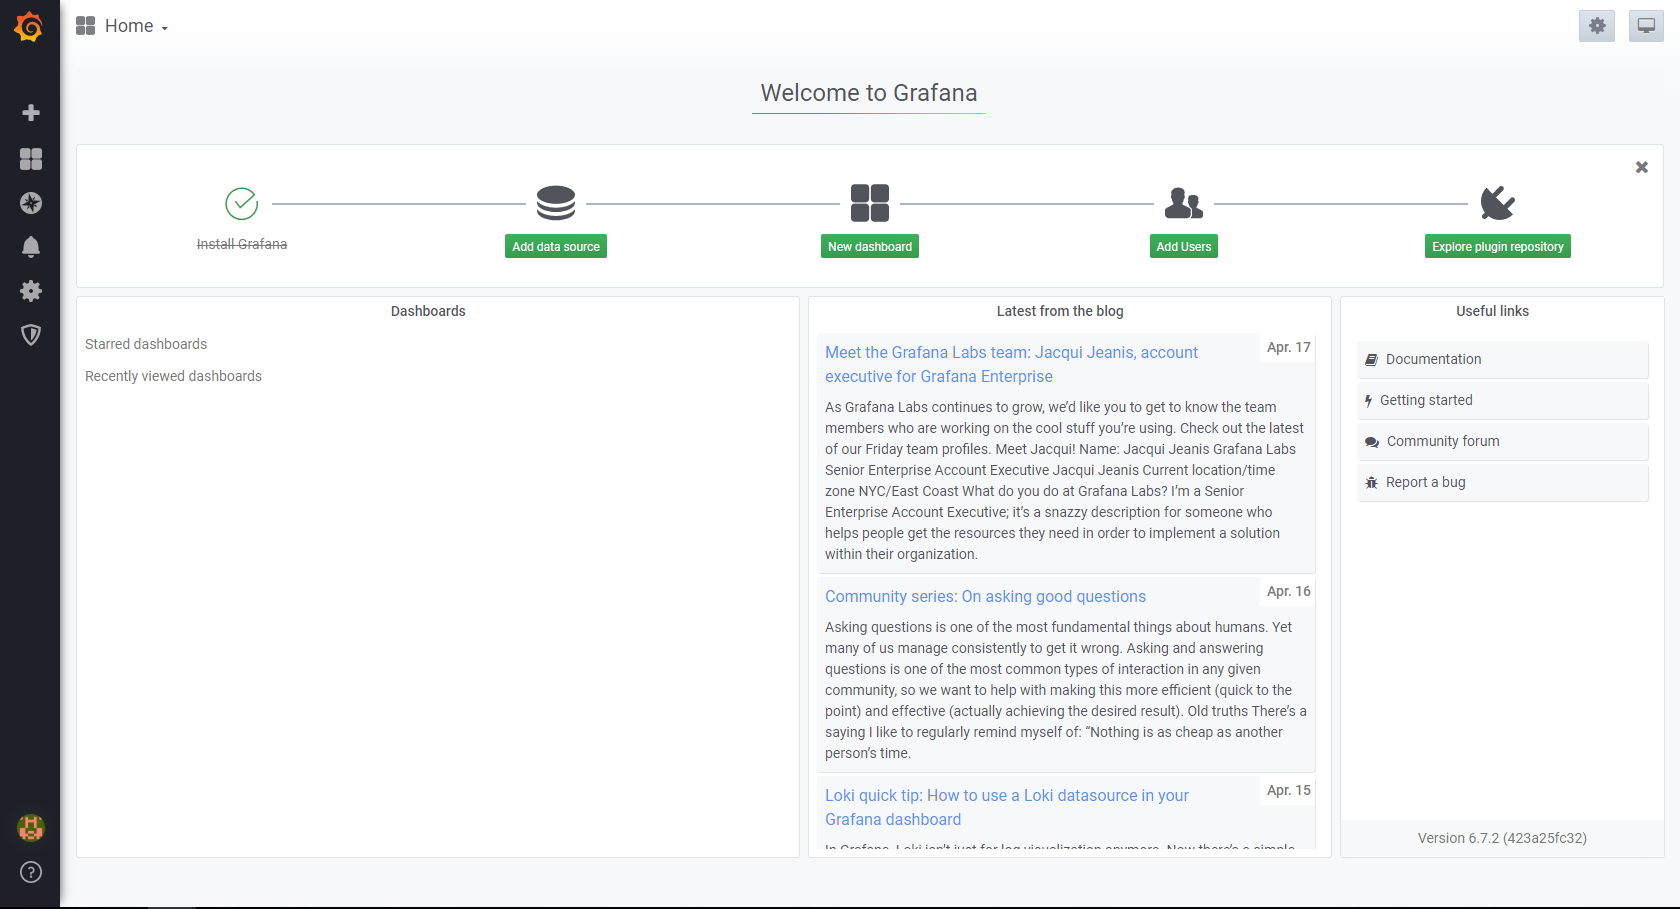 Home
Welcome to Grafana
Install Grafana
Add data source
New dashboard
Add Users
Explore plugin repository
Dashboards
Starred dashboards
Recently viewed dashboards
Latest from the blog
Meet the Grafana Labs team: Jacqui Jeanis, account
executive for Grafana Enterprise
Apr. 17
As Grafana Labs continues to grow, we’d like you to get to know the team
members who are working on the cool stuff you’re using. Check out the latest
of our Friday team profiles. Meet Jacqui! Name: Jacqui Jeanis Grafana Labs
Senior Enterprise Account Executive Jacqui Jeanis Current location/time
zone NYC/East Coast What do you do at Grafana Labs? I’m a Senior
Enterprise Account Executive; it’s a snazzy description for someone who
helps people get the resources they need in order to implement a solution
within their organization.
Community series: On asking good questions
Apr. 16
Asking questions is one of the most fundamental things about humans. Yet
many of us manage consistently to get it wrong. Asking and answering
questions is one of the most common types of interaction in any given
community, so we want to help with making this more efficient (quick to the
point) and effective (actually achieving the desired result). Old truths There’s a
saying I like to regularly remind myself of: “Nothing is as cheap as another
person’s time.
Loki quick tip: How to use a Loki datasource in your
Grafana dashboard
Apr. 15
In Grafana, Loki isn’t just for log visualization anymore. Now there’s a simple
Useful links
Documentation
Getting started
Community forum
Report a bug
Version 6.7.2 (423a25fc32)